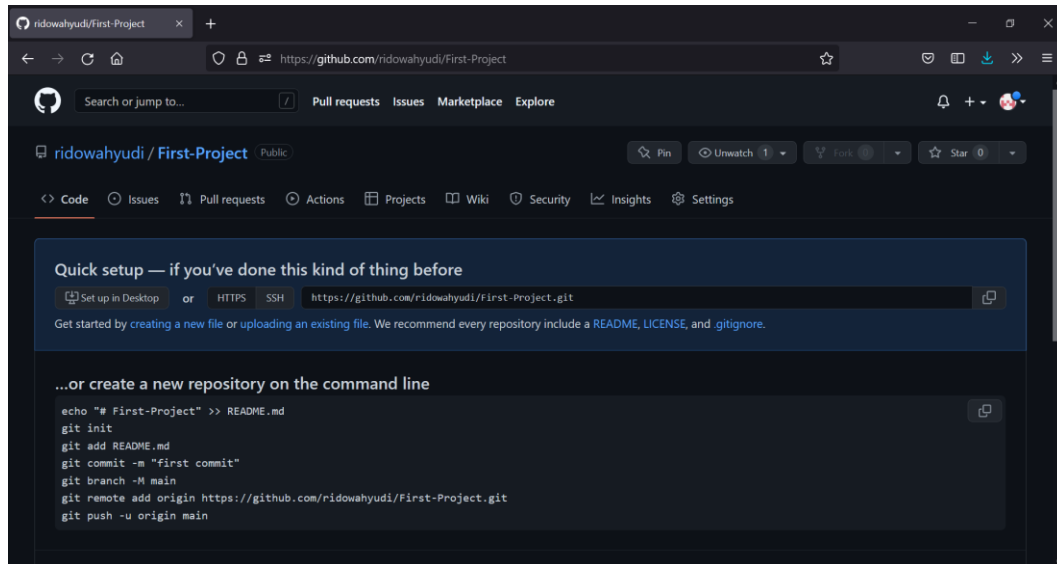 ridowahyudi/First-Project
https://github.com/ridowahyudi/First-Project
Search or jump to... / Pull requests Issues Marketplace Explore
ridowahyudi / First-Project Public Pin Unwatch 1 Fork 0 Star 0
<> Code Issues Pull requests Actions Projects Wiki Security Insights Settings
Quick setup — if you've done this kind of thing before
Set up in Desktop or HTTPS SSH https://github.com/ridowahyudi/First-Project.git
Get started by creating a new file or uploading an existing file. We recommend every repository include a README, LICENSE, and .gitignore.
...or create a new repository on the command line
echo "# First-Project" >> README.md
git init
git add README.md
git commit -m "first commit"
git branch -M main
git remote add origin https://github.com/ridowahyudi/First-Project.git
git push -u origin main